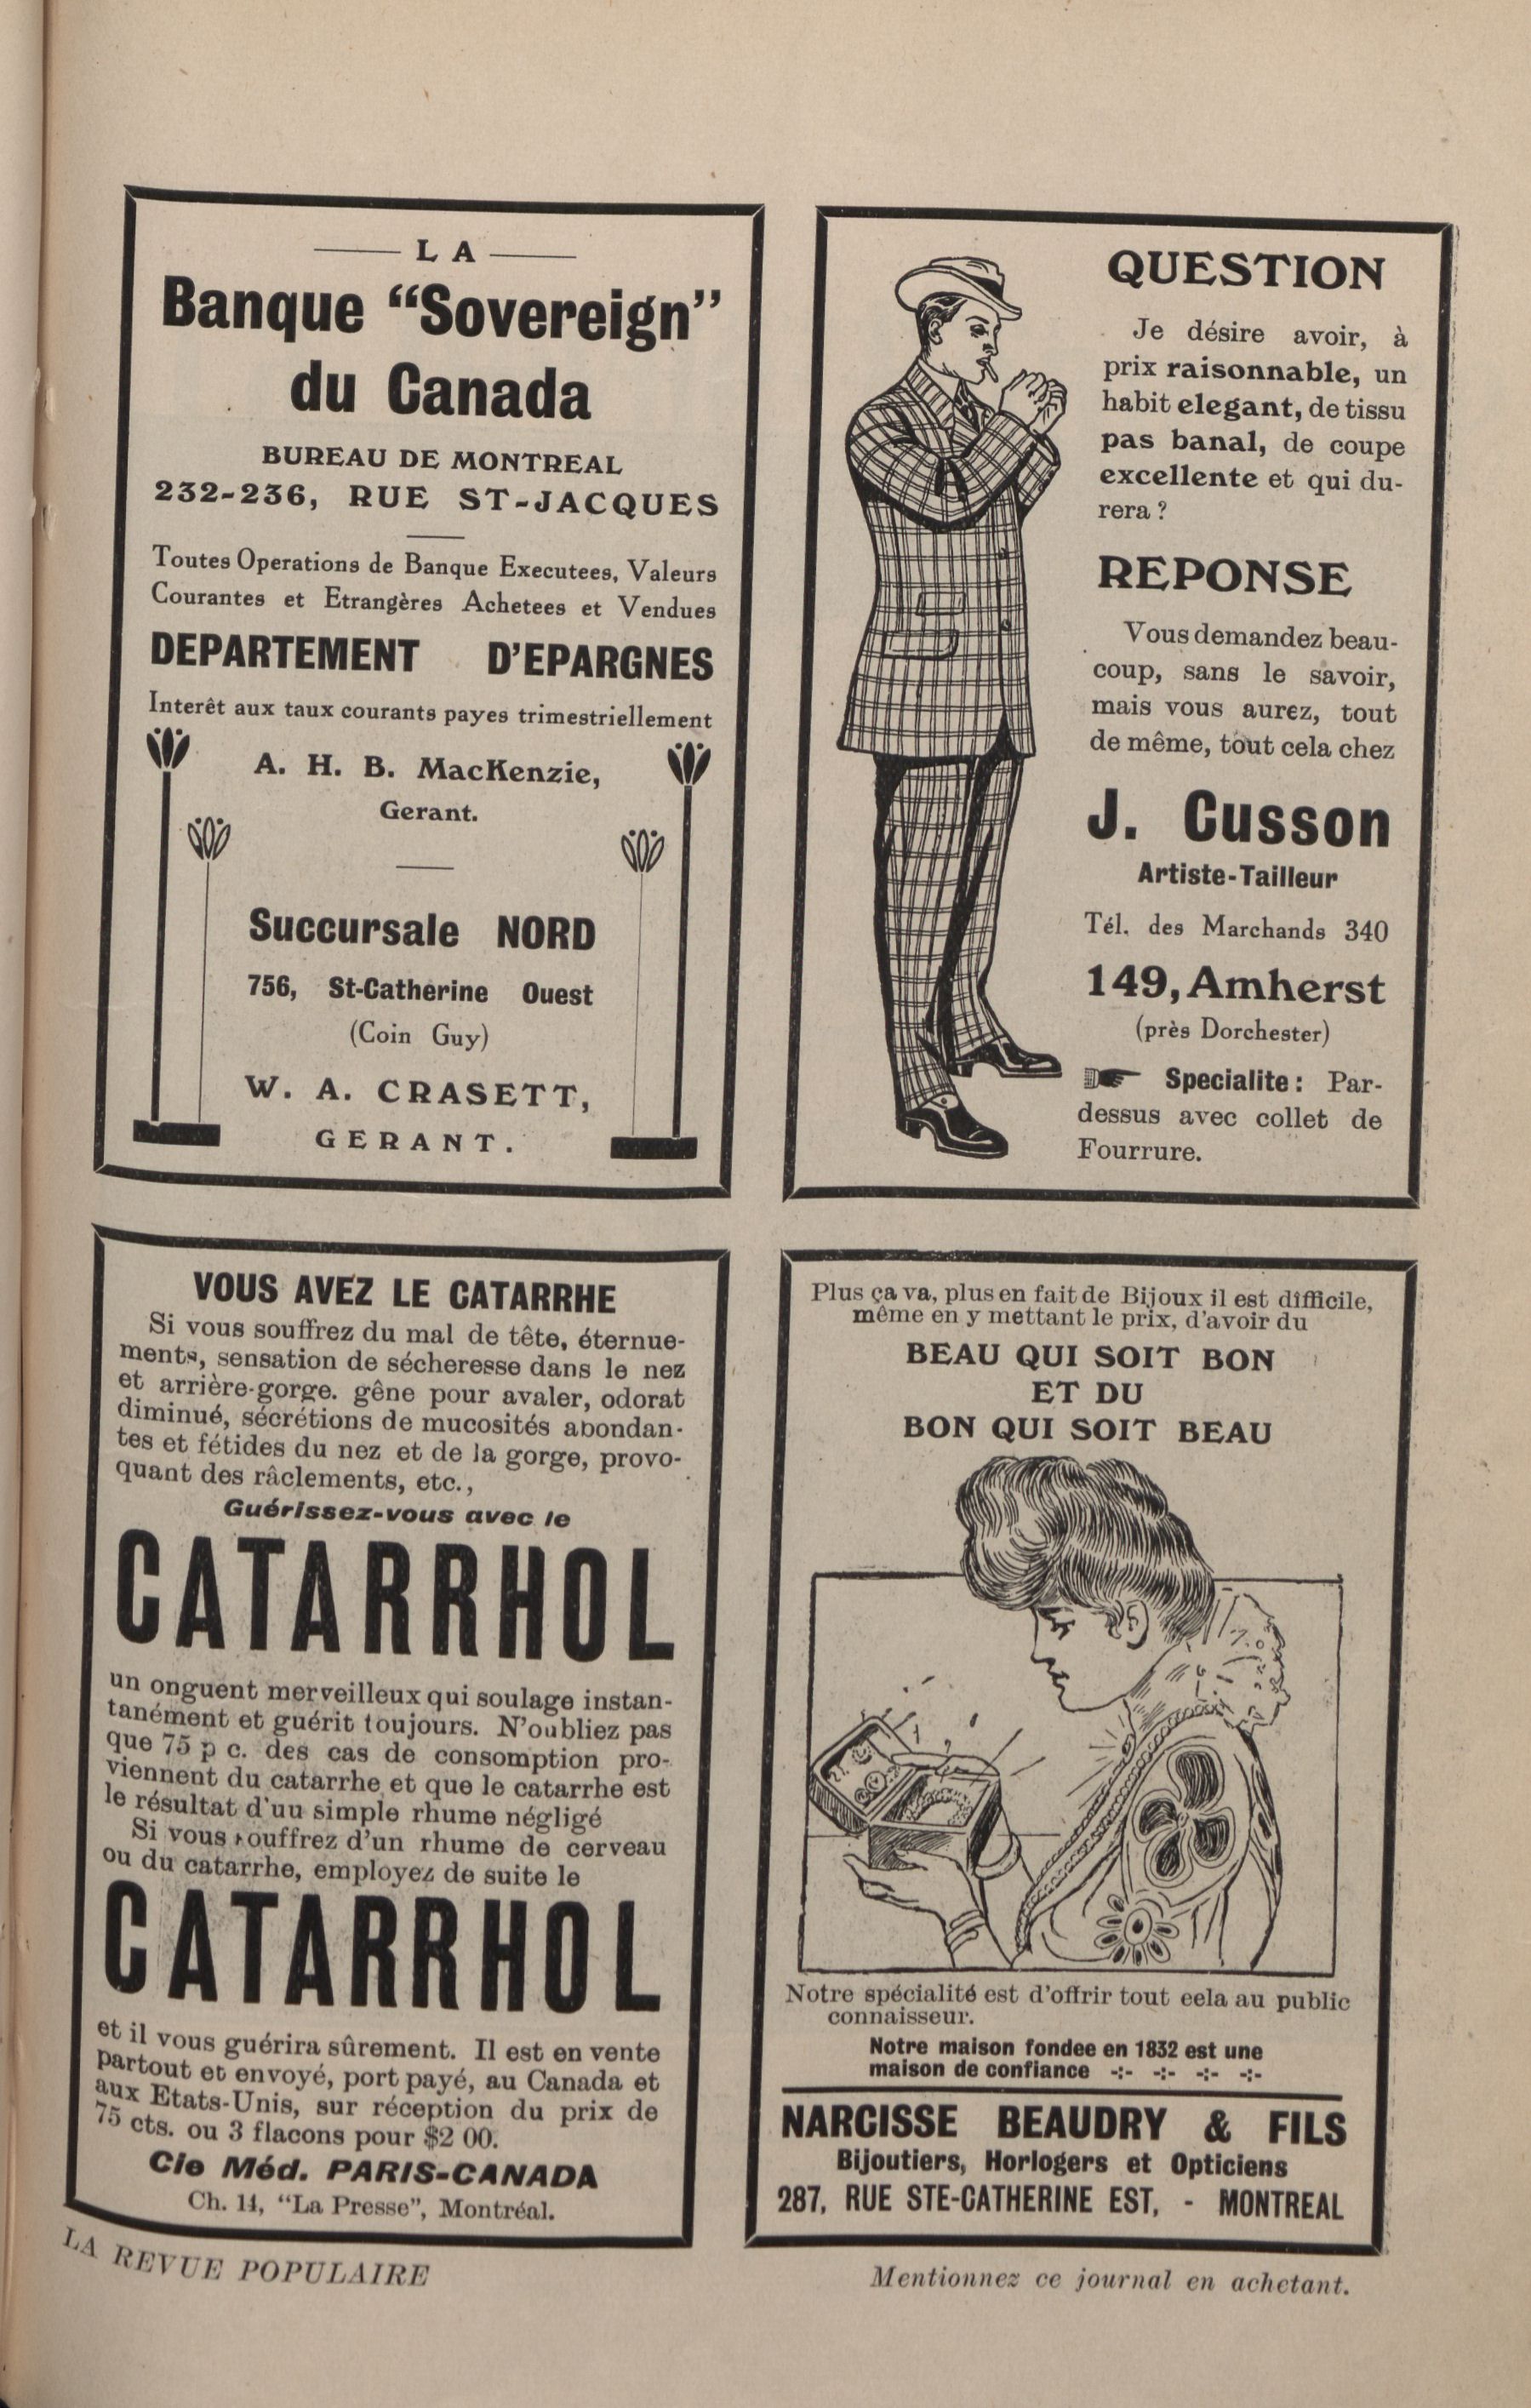 LA
Banque “Sovereign”
du Canada
BUREAU DE MONTREAL
232-236, RUE ST-JACQUES
Toutes Operations de Banque Executees, Valeurs
Courantes et Etrangères Achetees et Vendues
DEPARTEMENT D'EPARGNES
Interêt aux taux courants payes trimestriellement
A. H. B. MacKenzie,
Gerant.
Succursale NORD
756, St-Catherine Ouest
(Coin Guy)
W. A. CRASETT,
GERANT.
QUESTION
Je désire avoir, à
prix raisonnable, un
habit elegant, de tissu
pas banal, de coupe
excellente et qui du-
rera ?
REPONSE
Vous demandez beau-
coup, sans le savoir,
mais vous aurez, tout
de même, tout cela chez
J. Cusson
Artiste-Tailleur
Tél. des Marchands 340
149, Amherst
(près Dorchester)
Specialite : Par-
dessus avec collet de
Fourrure.
VOUS AVEZ LE CATARRHE
Si vous souffrez du mal de tête, éternue-
ments, sensation de sécheresse dans le nez
et arrière-gorge. gêne pour avaler, odorat
diminué, sécrétions de mucosités abondan-
tes et fétides du nez et de la gorge, provo-
quant des râclements, etc.,
Guérissez-vous avec le
CATARRHOL
un onguent merveilleux qui soulage instan-
tanément et guérit toujours. N'oubliez pas
que 75 p c. des cas de consomption pro-
viennent du catarrhe et que le catarrhe est
le résultat d'uu simple rhume négligé
Si vous souffrez d'un rhume de cerveau
ou du catarrhe, employez de suite le
CATARRHOL
et il vous guérira sûrement. Il est en vente
partout et envoyé, port payé, au Canada et
aux Etats-Unis, sur réception du prix de
75 cts. ou 3 flacons pour $2 00.
Cie Méd. PARIS-CANADA
Ch. 14, “La Presse”, Montréal.
Plus ça va, plus en fait de Bijoux il est difficile,
même en y mettant le prix, d'avoir du
BEAU QUI SOIT BON
ET DU
BON QUI SOIT BEAU
Notre spécialité est d'offrir tout eela au public
connaisseur.
Notre maison fondee en 1832 est une
maison de confiance -:- -:- -:- -:-
NARCISSE BEAUDRY & FILS
Bijoutiers, Horlogers et Opticiens
287, RUE STE-CATHERINE EST, - MONTREAL
LA REVUE POPULAIRE
Mentionnez ce journal en achetant.